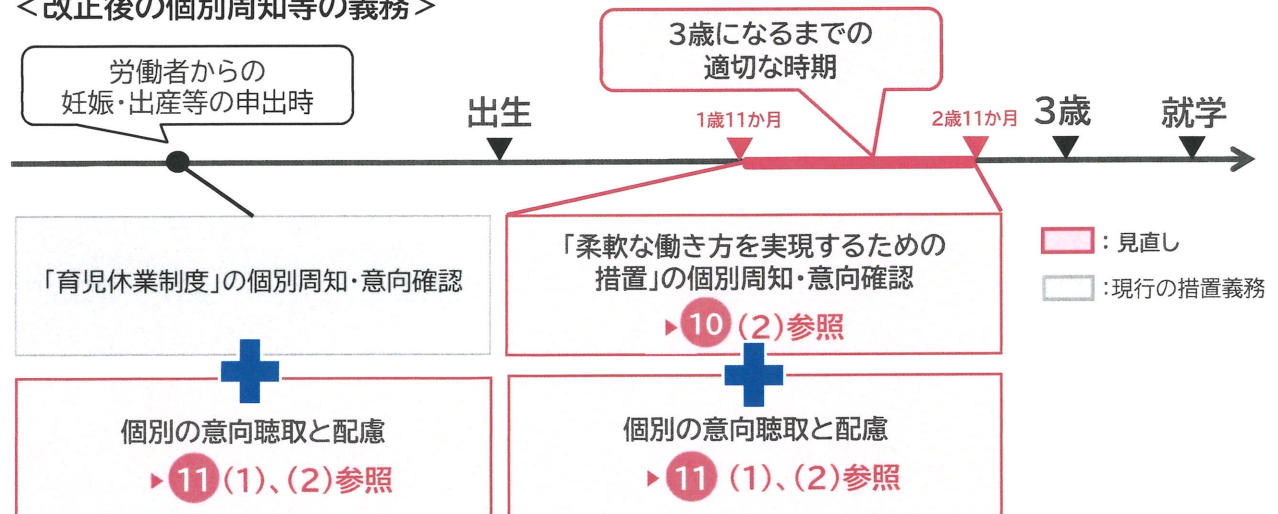 <改正後の個別周知等の義務>
労働者からの
妊娠・出産等の申出時
3歳になるまでの
適切な時期
出生
1歳11か月
2歳11か月
3歳
就学
「育児休業制度」の個別周知・意向確認
「柔軟な働き方を実現するための
措置」の個別周知・意向確認
▶10(2)参照
:見直し
:現行の措置義務
個別の意向聴取と配慮
▶11(1)、(2)参照
個別の意向聴取と配慮
▶11(1)、(2)参照